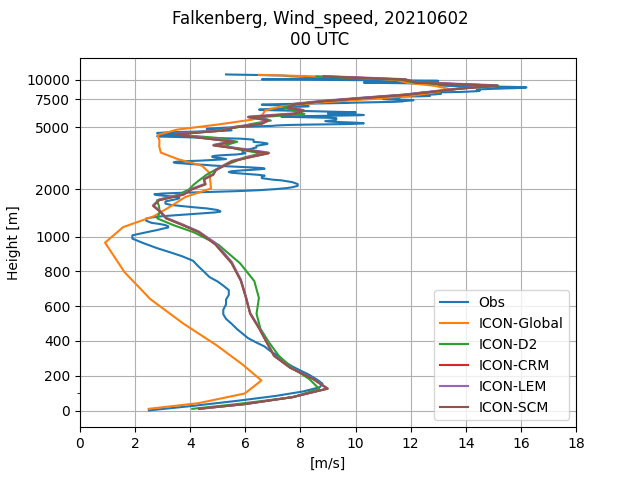 Falkenberg, Wind_speed, 20210602
00 UTC
Height [m]
10000
7500
5000
2000
1000
800
600
400
200
0
0 2 4 6 8 10 12 14 16 18
[m/s]
Obs
ICON-Global
ICON-D2
ICON-CRM
ICON-LEM
ICON-SCM